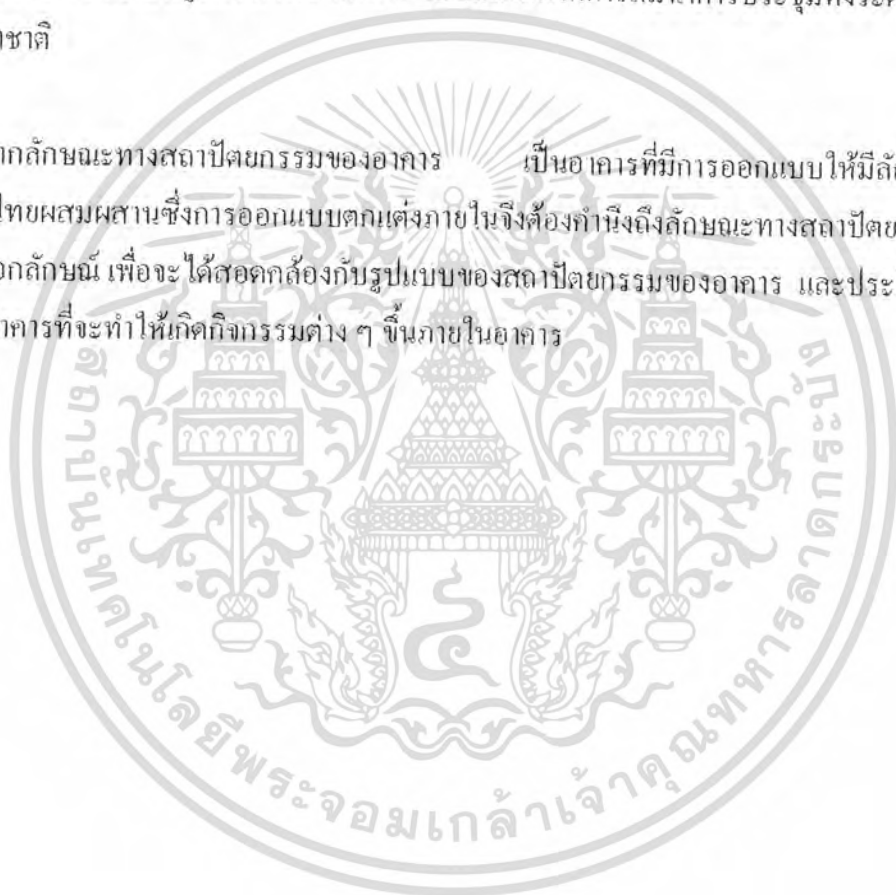 การประชุม
าชาติ
ากลักษณะทางสถาปัตยกรรมของอาคาร เป็นอาคารที่มีการออกแบบให้มีลัก
ไทยผสมผสานซึ่งการออกแบบตกแต่งภายในจึงต้องคำนึงถึงลักษณะทางสถาปัตย
อกลักษณ์ เพื่อจะได้สอดคล้องกับรูปแบบของสถาปัตยกรรมของอาคาร และประ
าคารที่จะทำให้เกิดกิจกรรมต่าง ๆ ขึ้นภายในอาคาร
สถาบันเทคโนโลยีพระจอมเกล้าเจ้าคุณทหารลาดกระบัง
๔